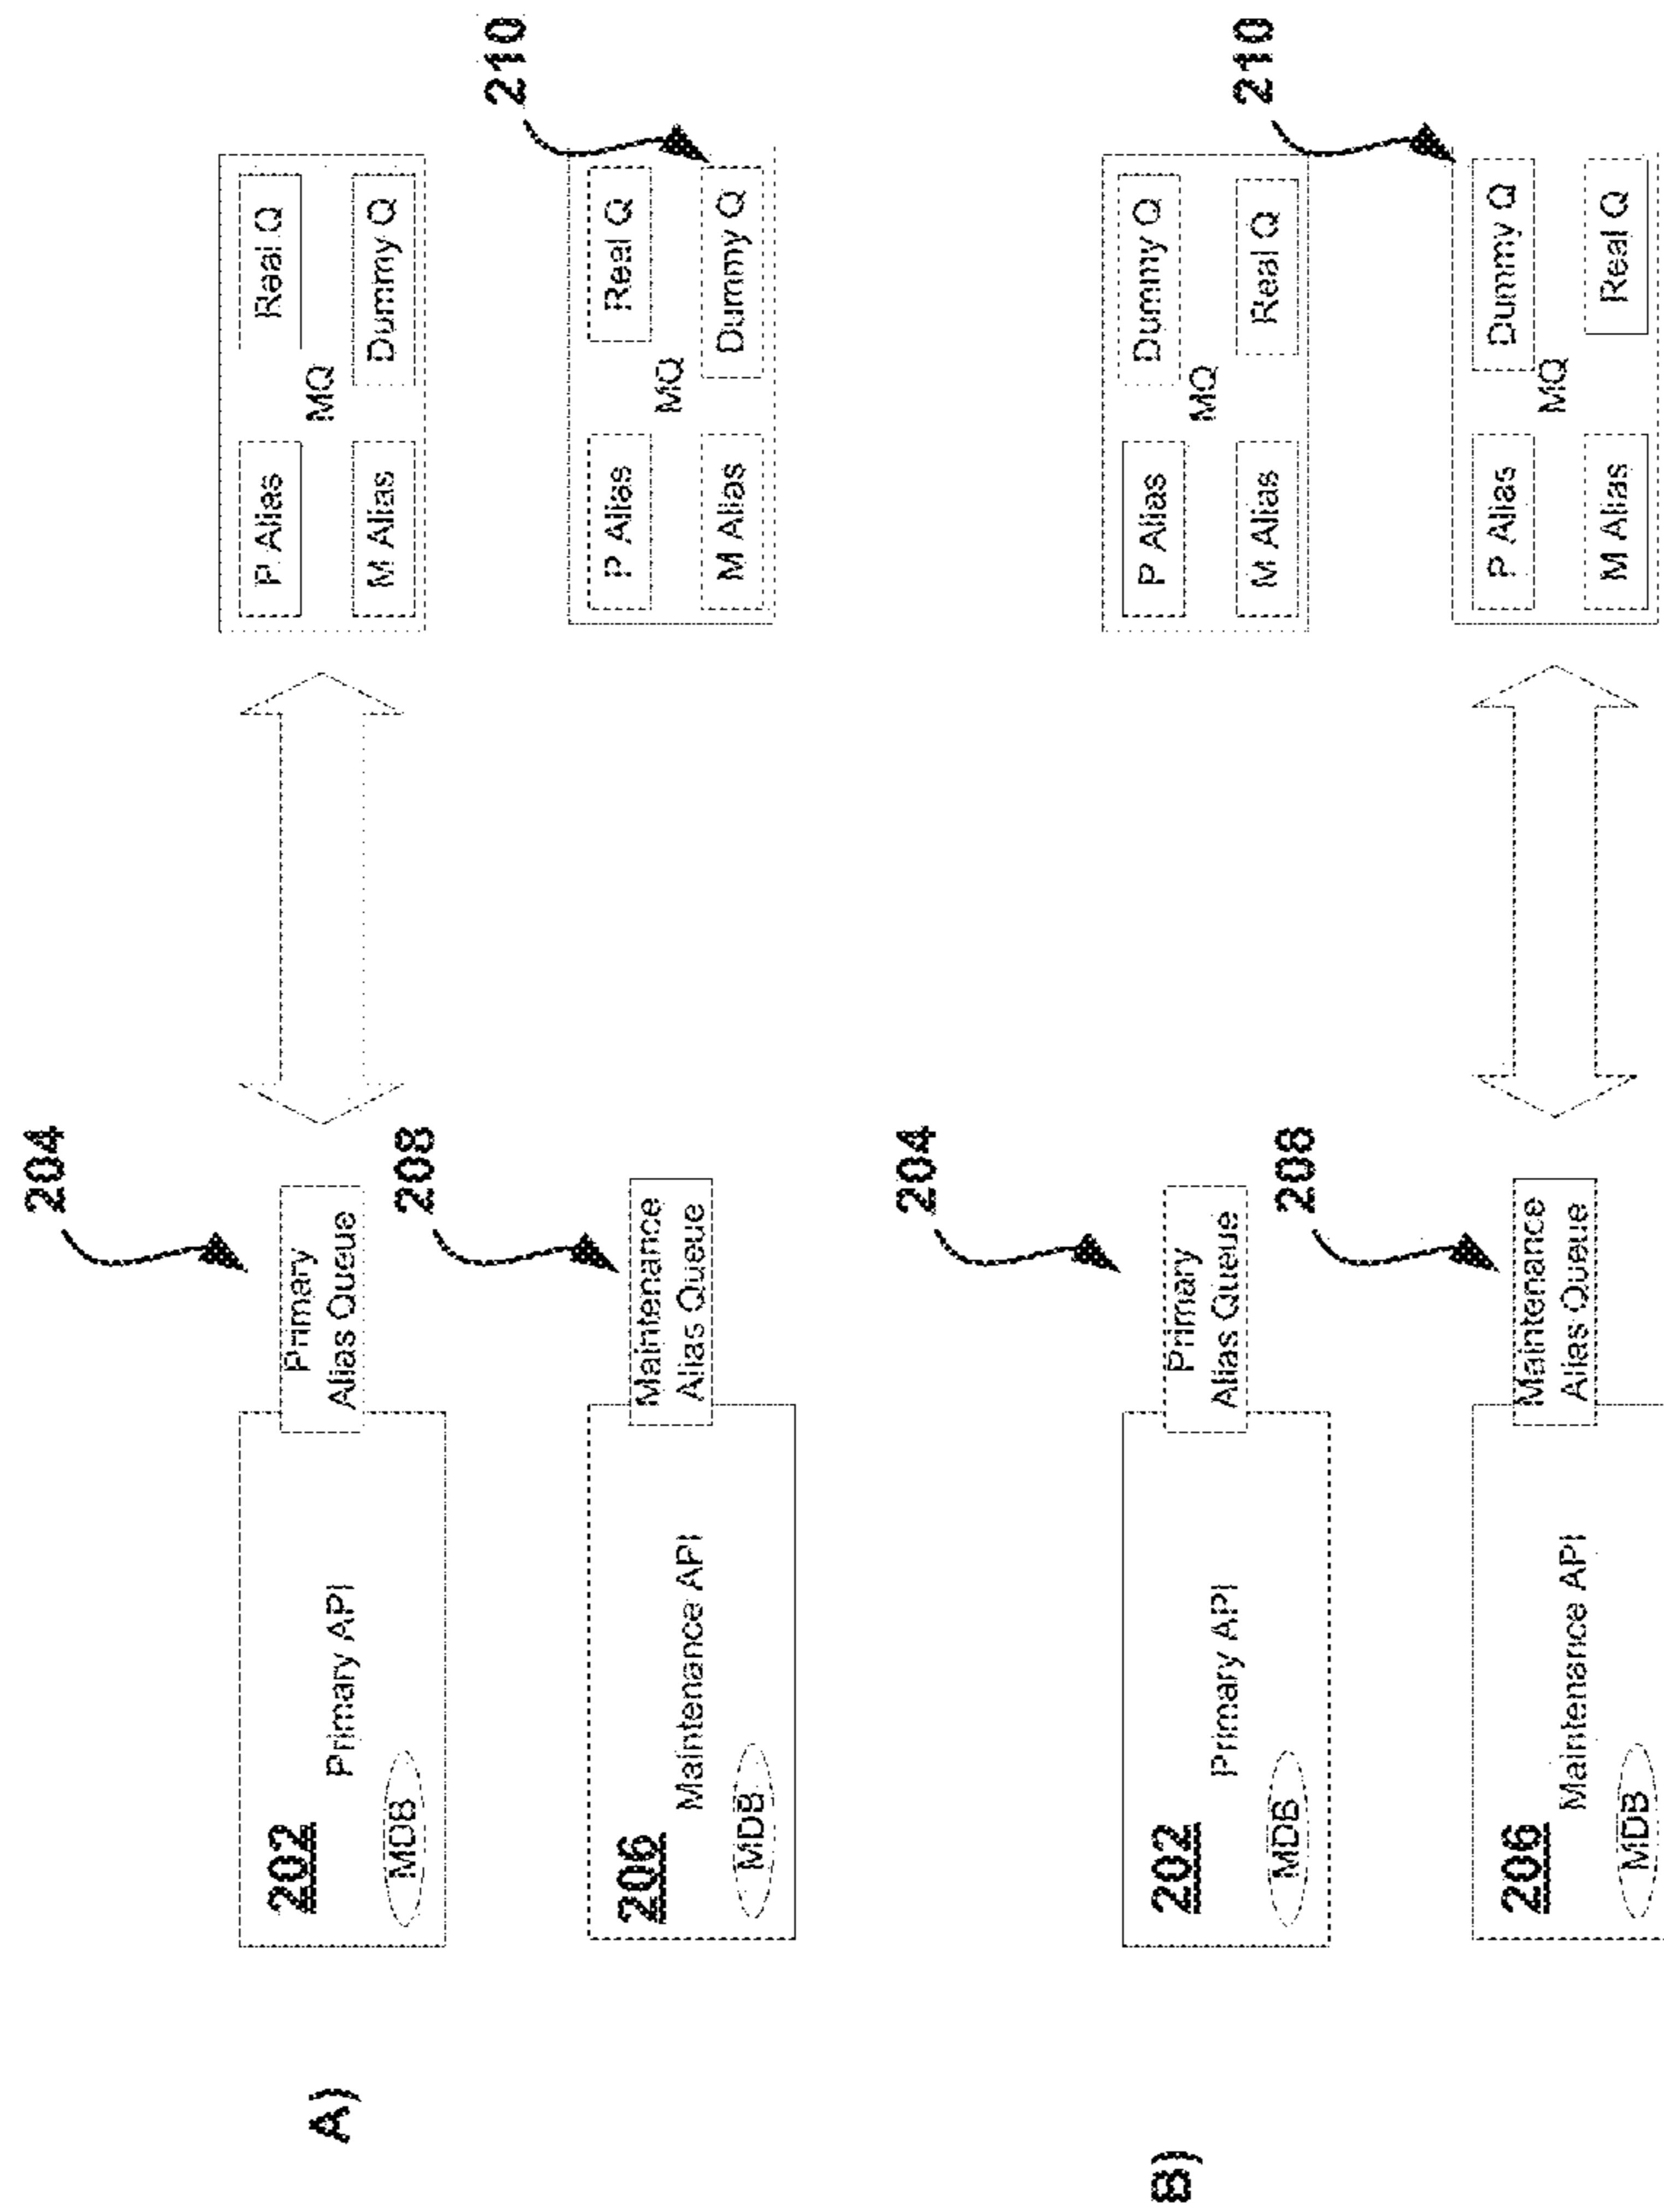 A)
204
202
Primary API
MDB
Primary
Alias Queue
P Alias
Real Q
MQ
M Alias
Dummy Q
208
206
Maintenance API
MDB
Maintenance
Alias Queue
210
P Alias
Real Q
MQ
M Alias
Dummy Q
B)
204
202
Primary API
MDB
Primary
Alias Queue
P Alias
Dummy Q
MQ
M Alias
Real Q
208
206
Maintenance API
MDB
Maintenance
Alias Queue
210
P Alias
Dummy Q
MQ
M Alias
Real Q